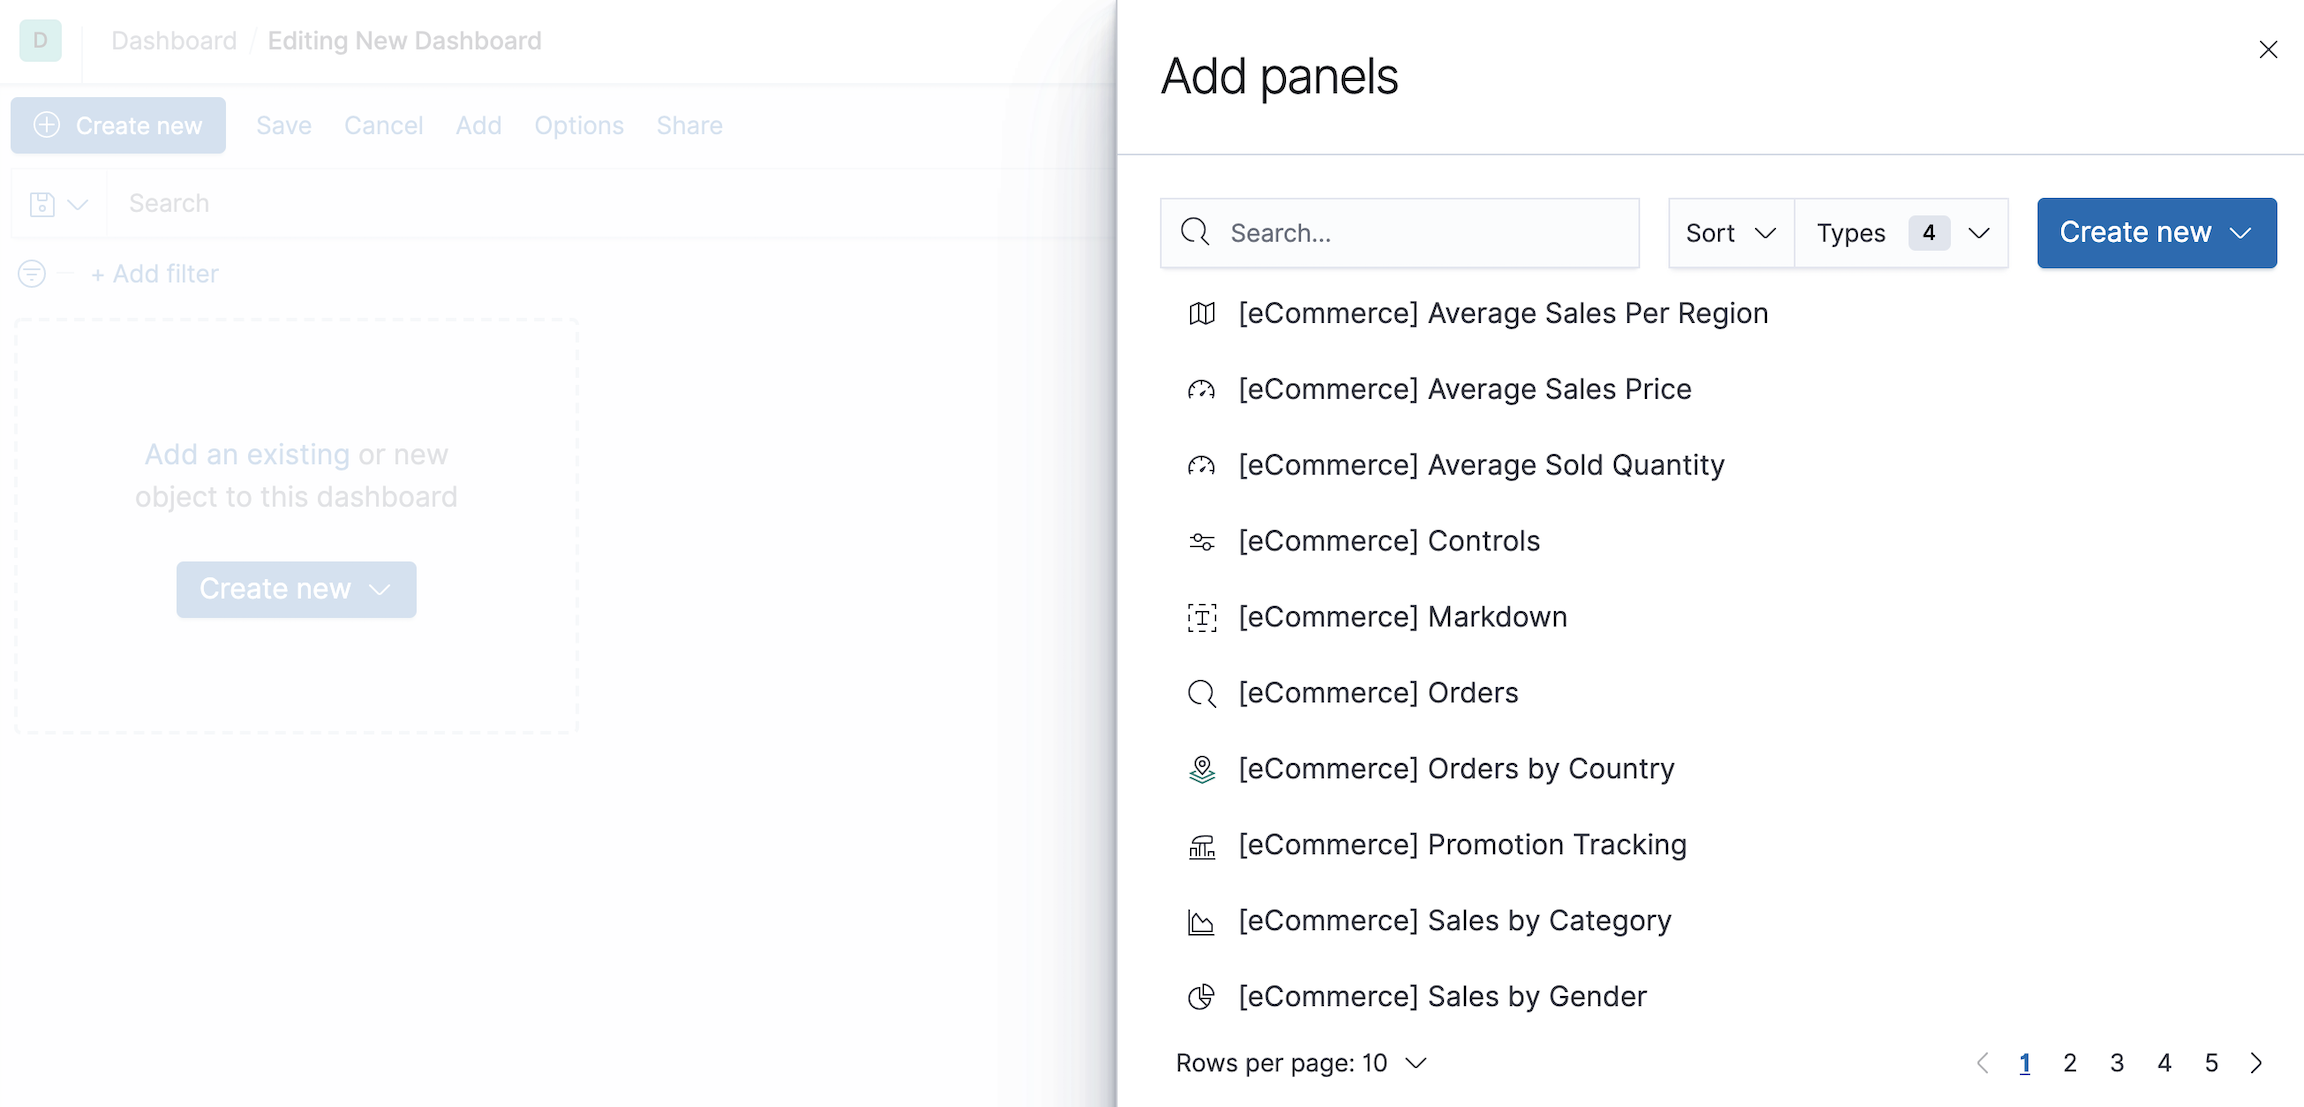 D
Dashboard / Editing New Dashboard
Create new Save Cancel Add Options Share
Search
+ Add filter
Add an existing or new
object to this dashboard
Create new
Add panels
Search...
Sort
Types 4
Create new
[eCommerce] Average Sales Per Region
[eCommerce] Average Sales Price
[eCommerce] Average Sold Quantity
[eCommerce] Controls
[eCommerce] Markdown
[eCommerce] Orders
[eCommerce] Orders by Country
[eCommerce] Promotion Tracking
[eCommerce] Sales by Category
[eCommerce] Sales by Gender
Rows per page: 10
1 2 3 4 5